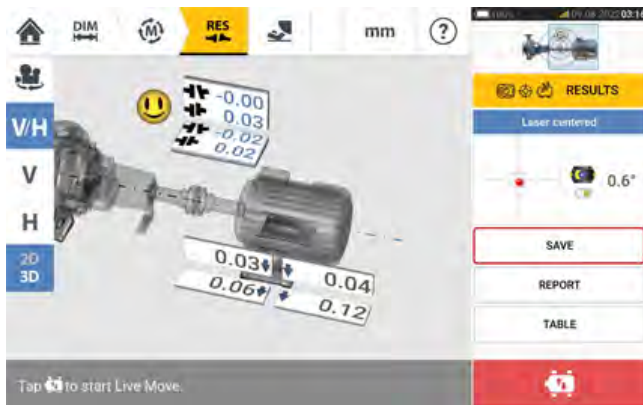 DIM
M
RES
mm
?
100%
09.08.2022 03:16
V/H
V
H
2D
3D
-0.00
0.03
-0.02
0.02
0.03 0.04
0.06 0.12
RESULTS
Laser centered
0.6°
SAVE
REPORT
TABLE
Tap to start Live Move.